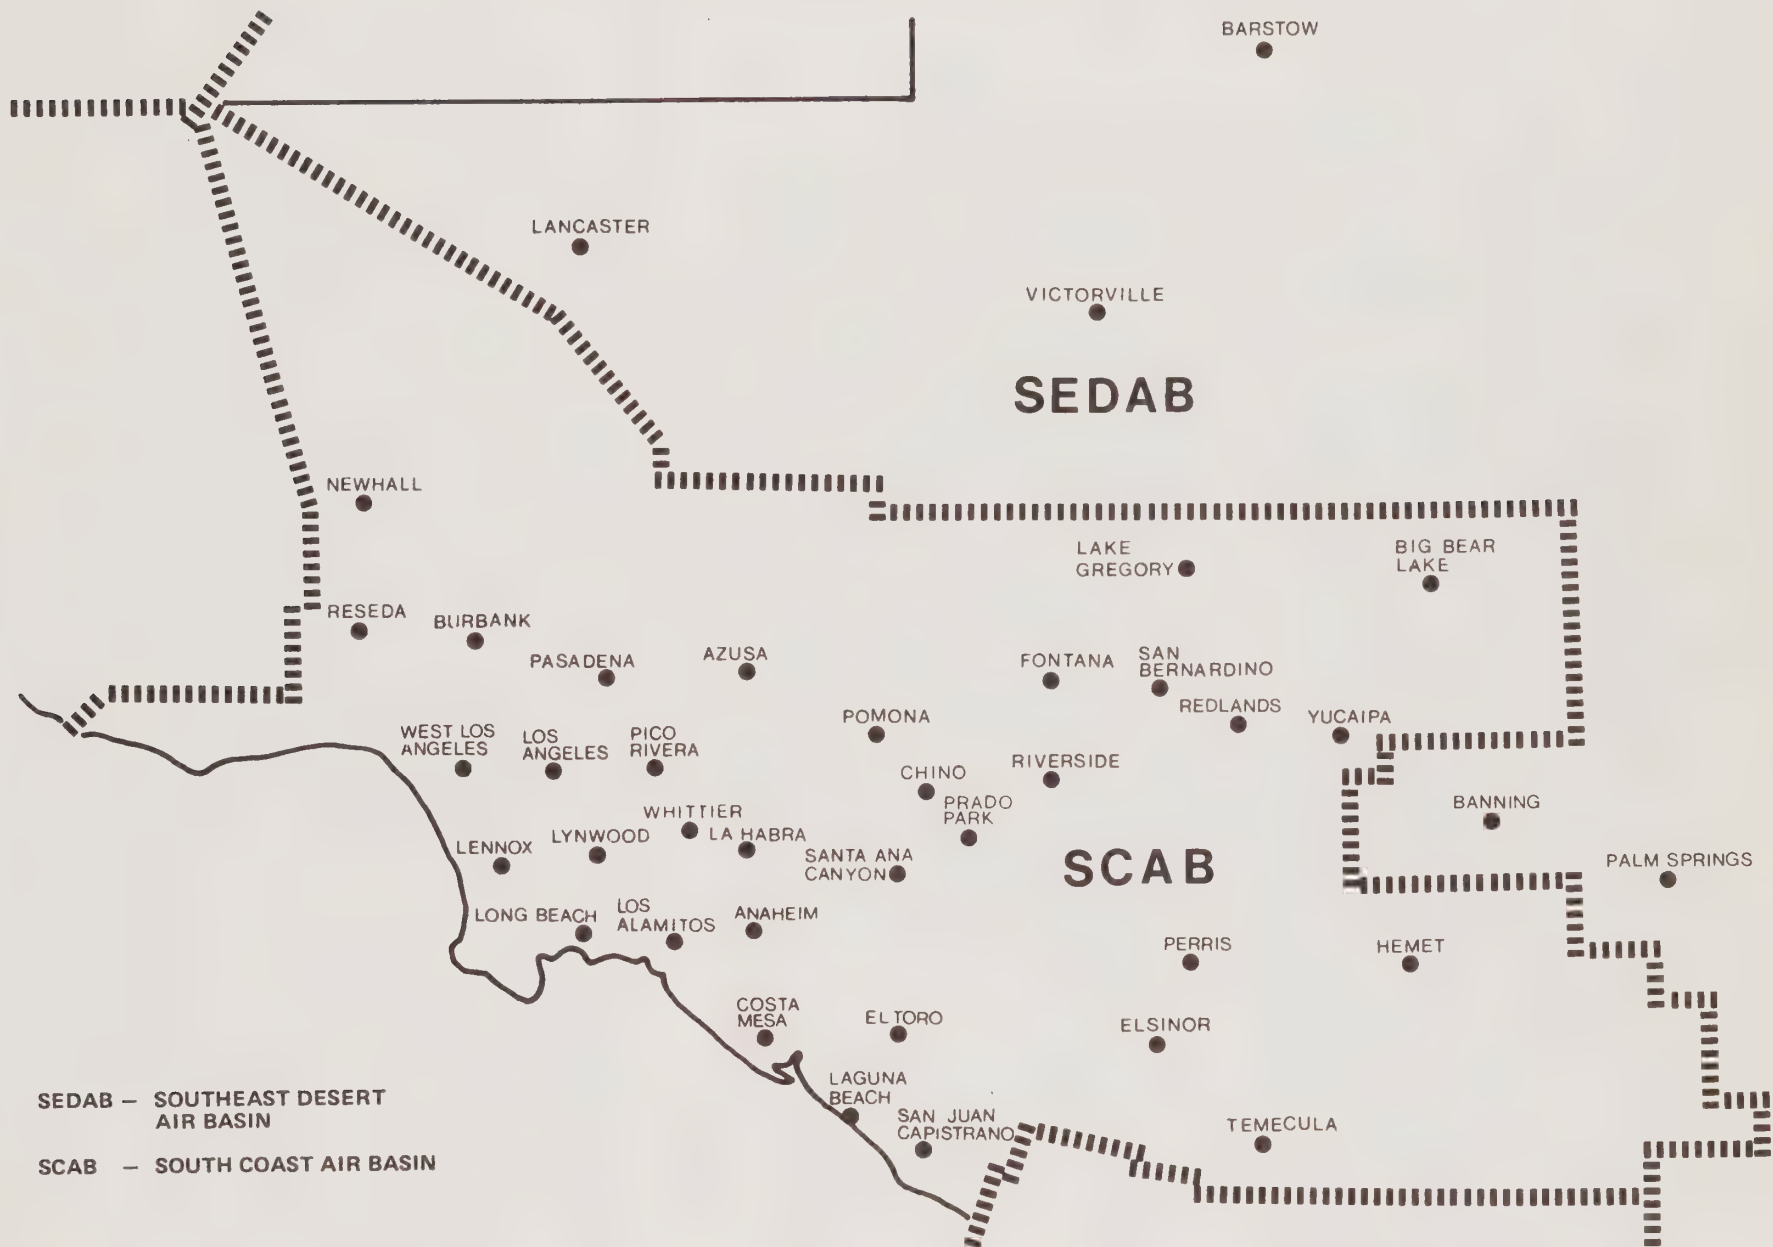 BARSTOW
LANCASTER
VICTORVILLE
SEDAB
NEWHALL
LAKE
GREGORY
BIG BEAR
LAKE
RESEDA
BURBANK
PASADENA
AZUSA
FONTANA
SAN
BERNARDINO
REDLANDS
YUCAIPA
POMONA
WEST LOS
ANGELES
LOS
ANGELES
PICO
RIVERA
CHINO
RIVERSIDE
PRADO
PARK
BANNING
WHITTIER
LA HABRA
LYNWOOD
LENNOX
SANTA ANA
CANYON
SCAB
PALM SPRINGS
LONG BEACH
LOS
ALAMITOS
ANAHEIM
PERRIS
HEMET
COSTA
MESA
EL TORO
ELSINOR
LAGUNA
BEACH
SAN JUAN
CAPISTRANO
TEMECULA
SEDAB – SOUTHEAST DESERT
AIR BASIN
SCAB – SOUTH COAST AIR BASIN